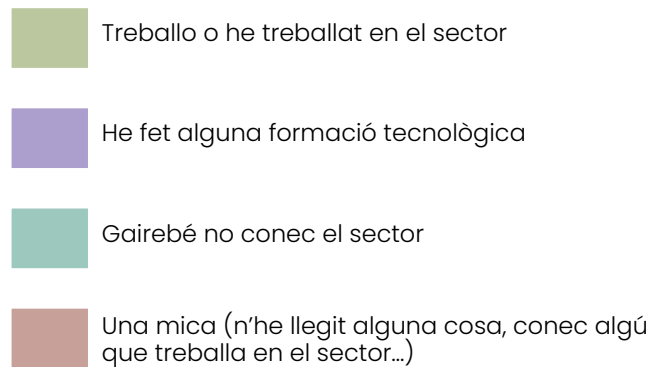 Treballo o he treballat en el sector
He fet alguna formació tecnològica
Gairebé no conec el sector
Una mica (n’he llegit alguna cosa, conec algú
que treballa en el sector...)